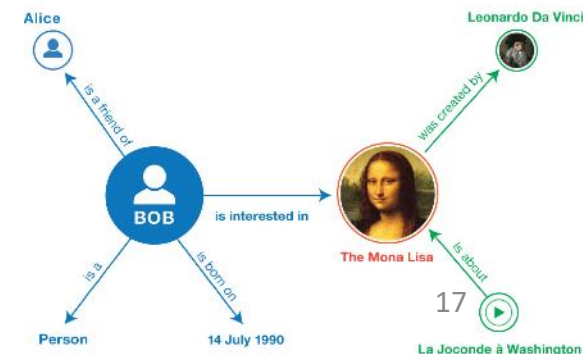 Alice
Leonardo Da Vinci
is a friend of
was created by
BOB
is interested in
The Mona Lisa
is a
is born on
is about
17
Person
14 July 1990
La Joconde à Washington